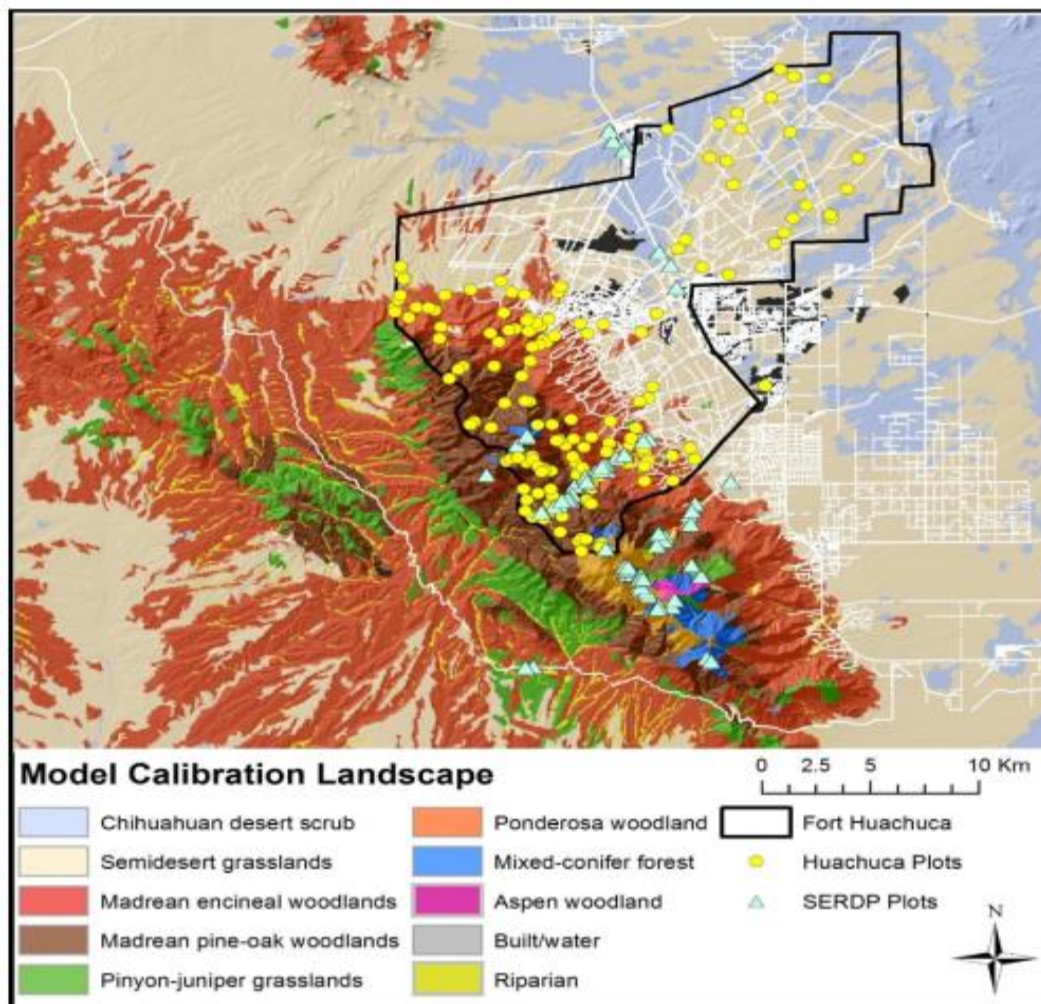 Model Calibration Landscape
0 2.5 5 10 Km
Chihuahuan desert scrub
Semidesert grasslands
Madrean encineal woodlands
Madrean pine-oak woodlands
Pinyon-juniper grasslands
Ponderosa woodland
Mixed-conifer forest
Aspen woodland
Built/water
Riparian
Fort Huachuca
Huachuca Plots
SERDP Plots
N